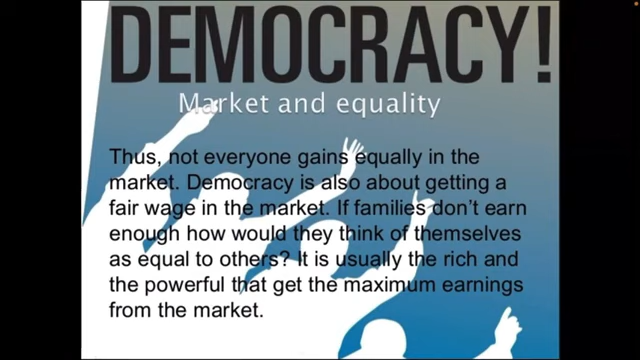 DEMOCRACY!
Market and equality
Thus, not everyone gains equally in the
market. Democracy is also about getting a
fair wage in the market. If families don't earn
enough how would they think of themselves
as equal to others? It is usually the rich and
the powerful that get the maximum earnings
from the market.